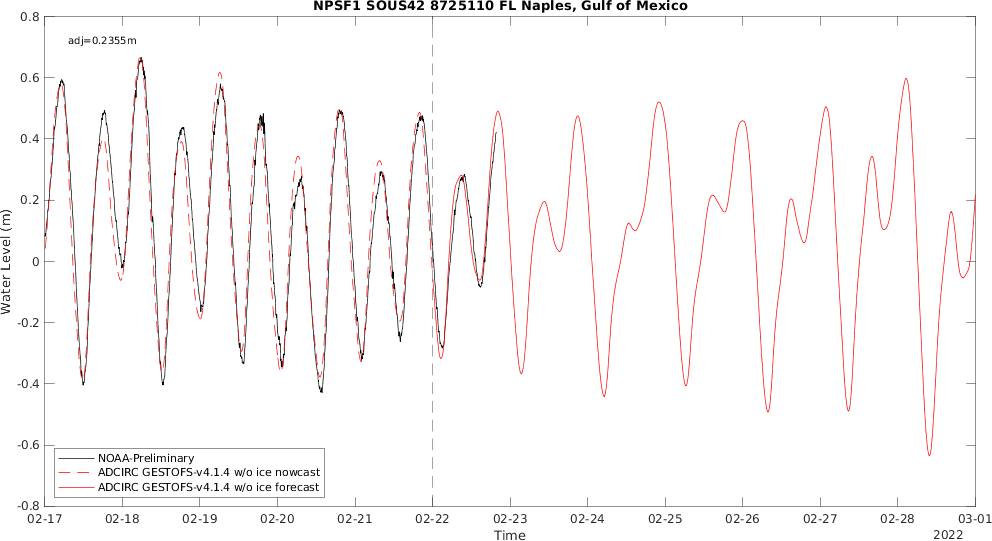 NPSF1 SOUS42 8725110 FL Naples, Gulf of Mexico
adj=0.2355m
0.8
0.6
0.4
0.2
0
-0.2
-0.4
-0.6
-0.8
Water Level (m)
NOAA-Preliminary
ADCIRC GESTOFS-v4.1.4 w/o ice nowcast
ADCIRC GESTOFS-v4.1.4 w/o ice forecast
02-17 02-18 02-19 02-20 02-21 02-22 02-23 02-24 02-25 02-26 02-27 02-28 03-01
Time
2022